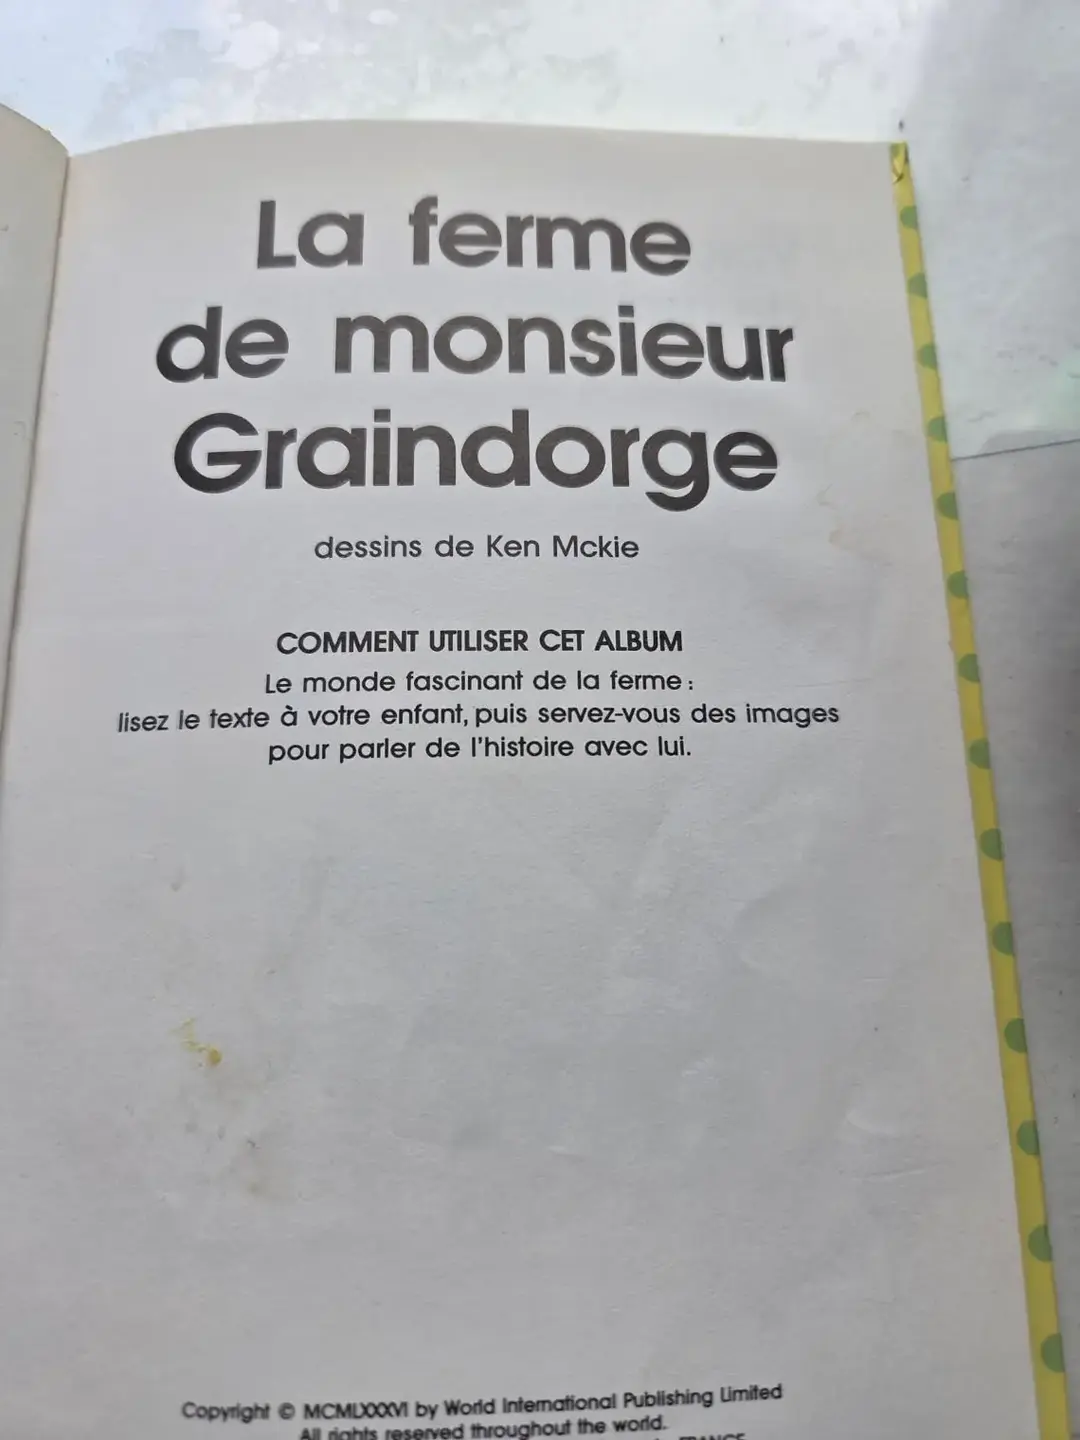 La ferme
de monsieur
Graindorge
dessins de Ken Mckie
COMMENT UTILISER CET ALBUM
Le monde fascinant de la ferme :
lisez le texte à votre enfant, puis servez-vous des images
pour parler de l'histoire avec lui.
Copyright © MCMLXXXVI by World International Publishing Limited
All rights reserved throughout the world.
FRANCE